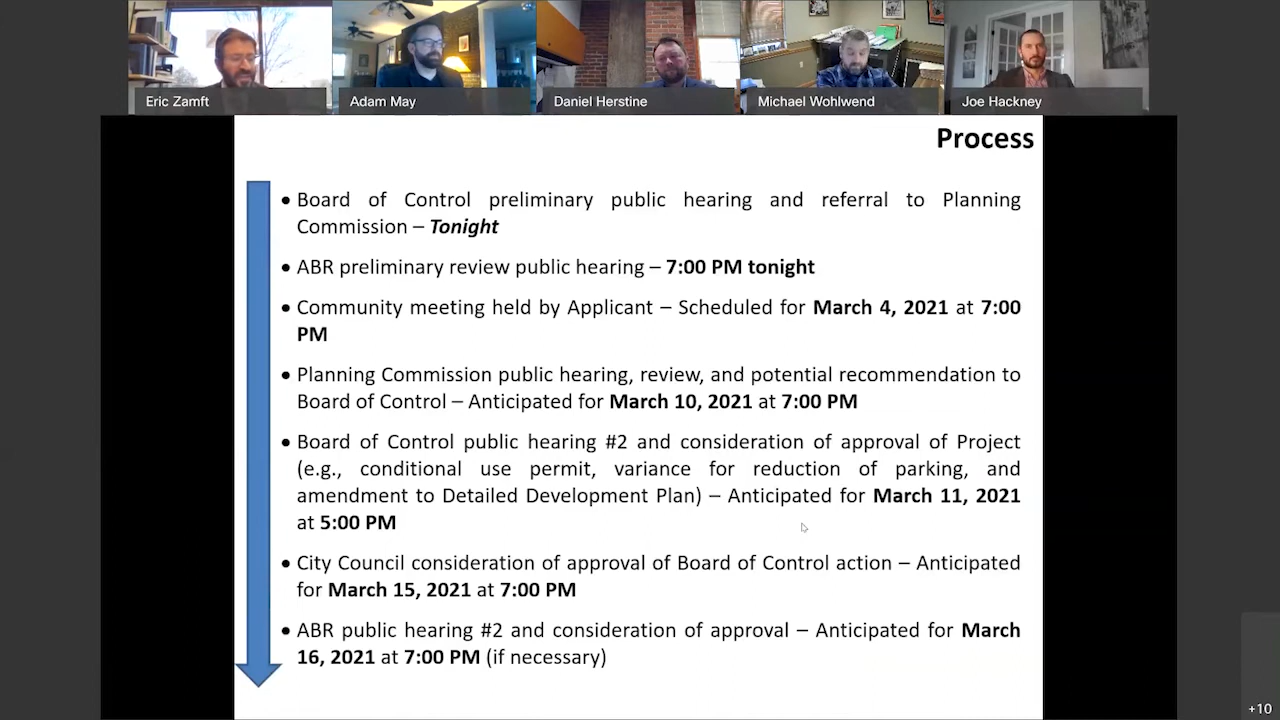 Eric Zamft
Adam May
Daniel Herstine
Michael Wohlwend
Joe Hackney
Process
• Board of Control preliminary public hearing and referral to Planning
Commission – Tonight
• ABR preliminary review public hearing – 7:00 PM tonight
• Community meeting held by Applicant – Scheduled for March 4, 2021 at 7:00
PM
• Planning Commission public hearing, review, and potential recommendation to
Board of Control – Anticipated for March 10, 2021 at 7:00 PM
• Board of Control public hearing #2 and consideration of approval of Project
(e.g., conditional use permit, variance for reduction of parking, and
amendment to Detailed Development Plan) – Anticipated for March 11, 2021
at 5:00 PM
• City Council consideration of approval of Board of Control action – Anticipated
for March 15, 2021 at 7:00 PM
• ABR public hearing #2 and consideration of approval – Anticipated for March
16, 2021 at 7:00 PM (if necessary)
+10